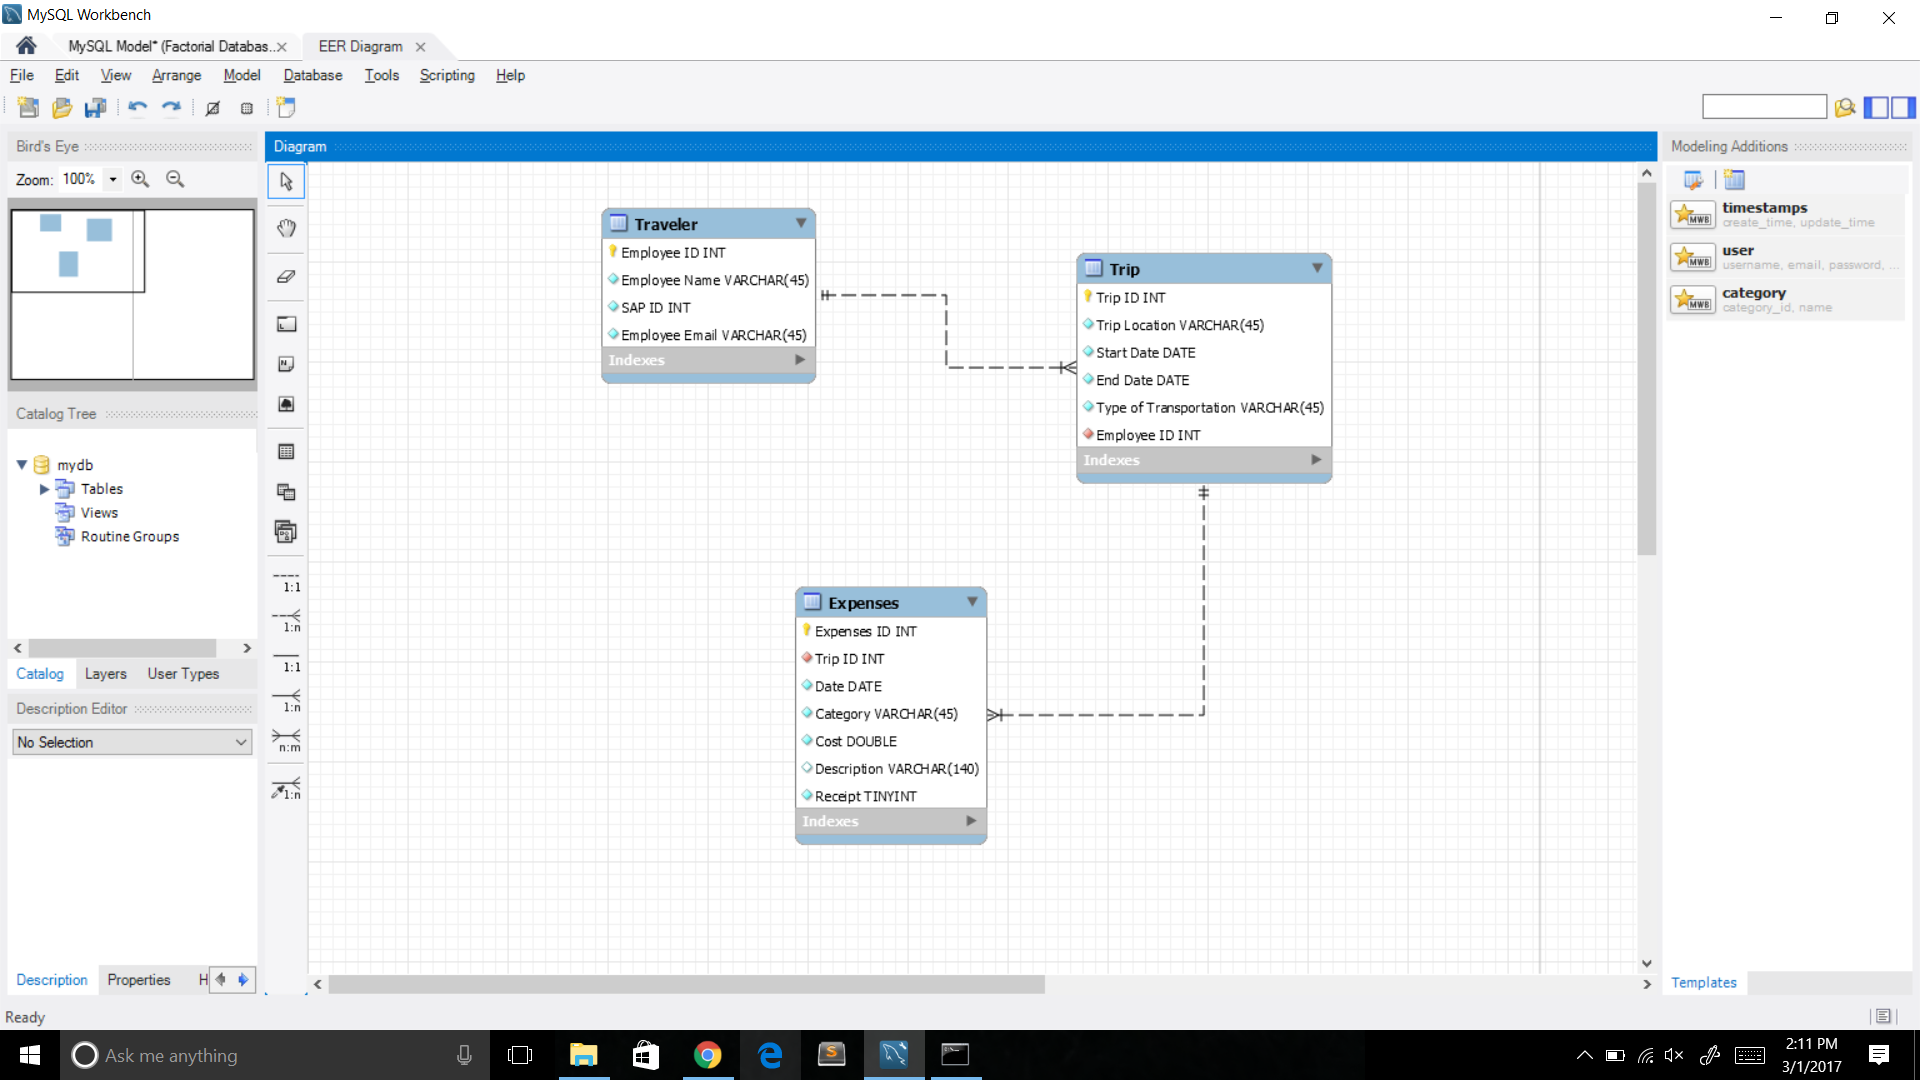 MySQL Workbench
MySQL Model* (Factorial Databas...
EER Diagram
File Edit View Arrange Model Database Tools Scripting Help
Bird's Eye
Zoom: 100%
Catalog Tree
mydb
Tables
Views
Routine Groups
Catalog Layers User Types
Description Editor
No Selection
Description Properties H
Ready
1:1
1:n
1:1
1:n
n:m
1:n
Diagram
Traveler
Employee ID INT
Employee Name VARCHAR(45)
SAP ID INT
Employee Email VARCHAR(45)
Indexes
Trip
Trip ID INT
Trip Location VARCHAR(45)
Start Date DATE
End Date DATE
Type of Transportation VARCHAR(45)
Employee ID INT
Indexes
Expenses
Expenses ID INT
Trip ID INT
Date DATE
Category VARCHAR(45)
Cost DOUBLE
Description VARCHAR(140)
Receipt TINYINT
Indexes
Modeling Additions
MWB
timestamps
create_time, update_time
MWB
user
username, email, password, ...
MWB
category
category_id, name
Templates
Ask me anything
2:11 PM
3/1/2017